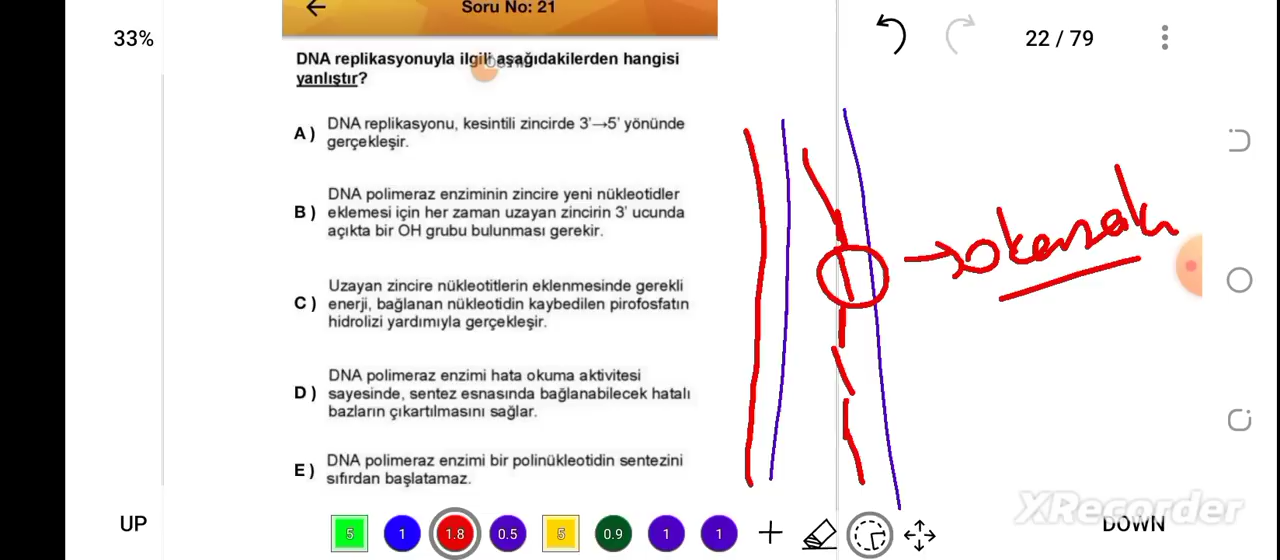 33%
Soru No: 21
22 / 79
DNA replikasyonuyla ilgili aşağıdakilerden hangisi
yanlıştır?
A) DNA replikasyonu, kesintili zincirde 3'→5' yönünde
gerçekleşir.
B) DNA polimeraz enziminin zincire yeni nükleotidler
eklemesi için her zaman uzayan zincirin 3' ucunda
açıkta bir OH grubu bulunması gerekir.
C) Uzayan zincire nükleotitlerin eklenmesinde gerekli
enerji, bağlanan nükleotidin kaybedilen pirofosfatın
hidrolizi yardımıyla gerçekleşir.
D) DNA polimeraz enzimi hata okuma aktivitesi
sayesinde, sentez esnasında bağlanabilecek hatalı
bazların çıkartılmasını sağlar.
E) DNA polimeraz enzimi bir polinükleotidin sentezini
sıfırdan başlatamaz.
UP
5 1 1.8 0.5 5 0.9 1 1
DOWN
XRecorder